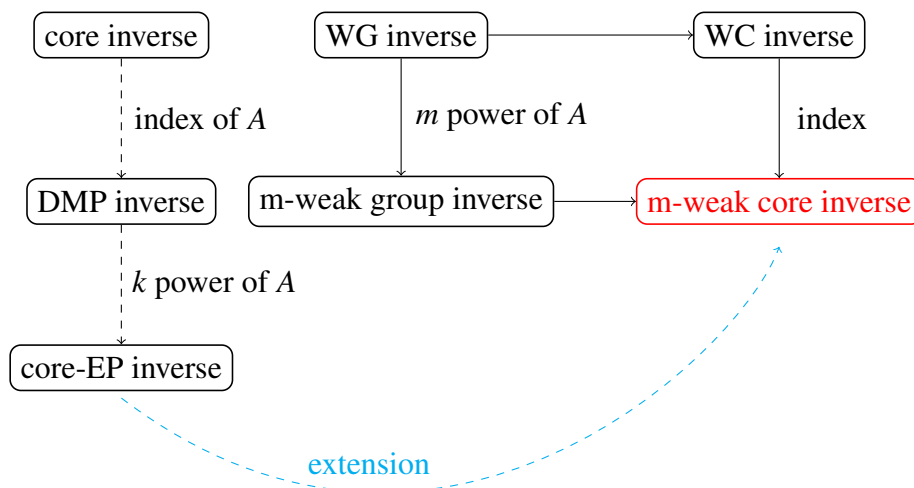 core inverse
WG inverse
WC inverse
index of A
m power of A
index
DMP inverse
m-weak group inverse
m-weak core inverse
k power of A
core-EP inverse
extension